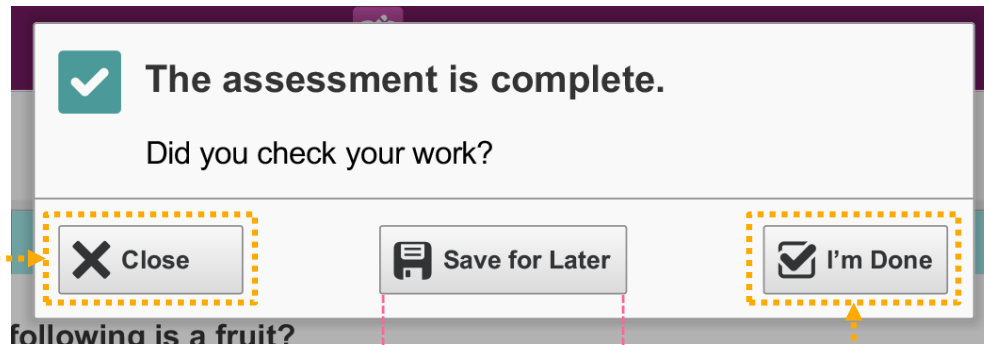 The assessment is complete.
Did you check your work?
Close
Save for Later
I'm Done
following is a fruit?